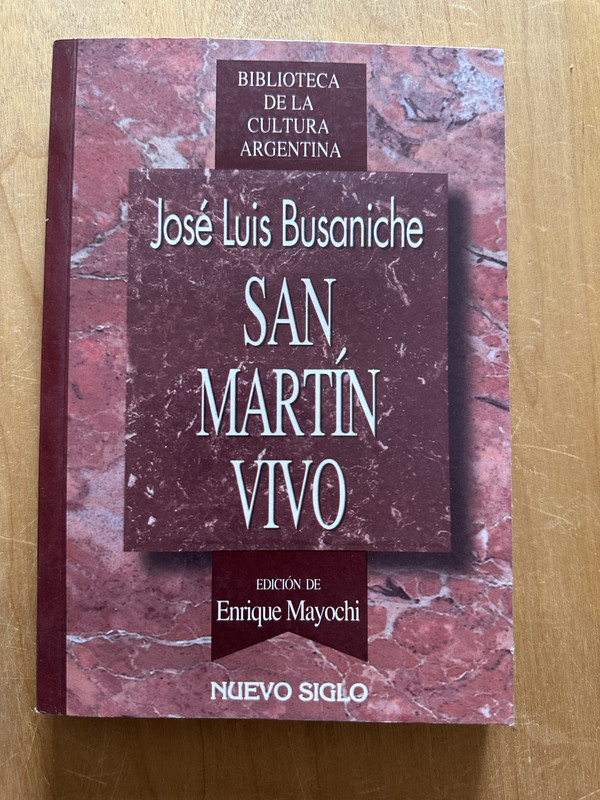 BIBLIOTECA
DE LA
CULTURA
ARGENTINA
José Luis Busaniche
SAN
MARTÍN
VIVO
EDICIÓN DE
Enrique Mayochi
NUEVO SIGLO